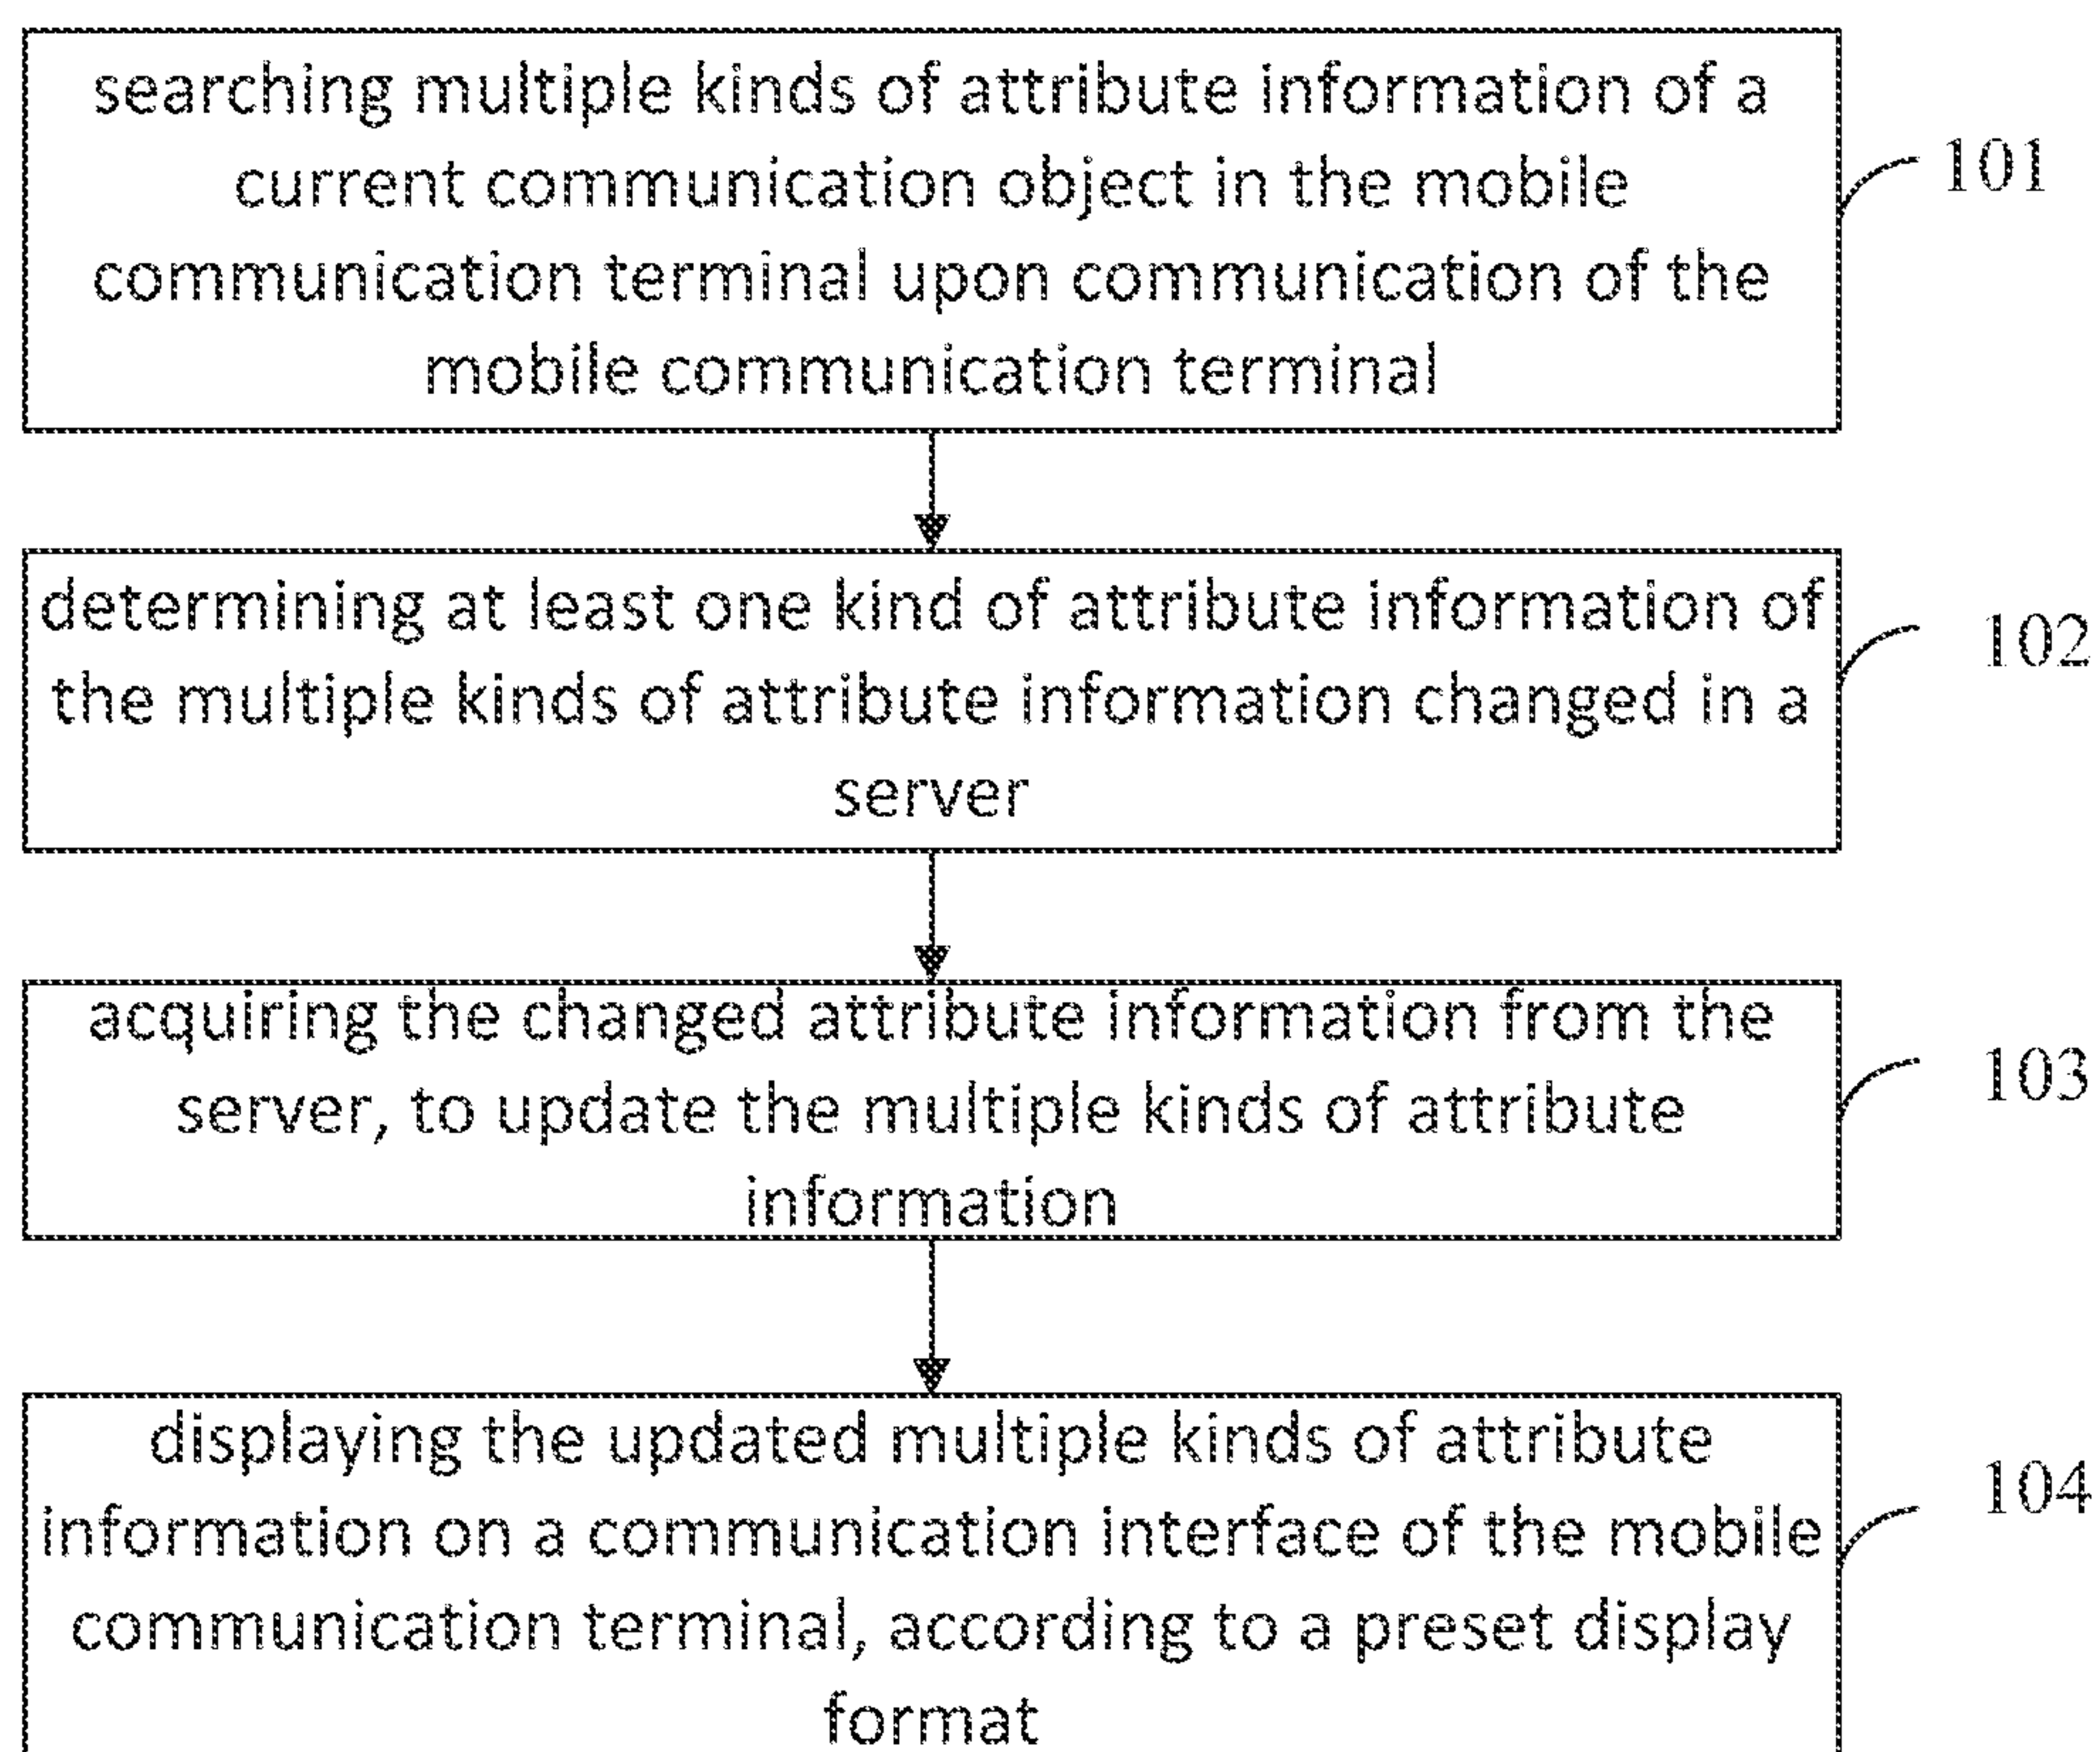 searching multiple kinds of attribute information of a
current communication object in the mobile
communication terminal upon communication of the
mobile communication terminal
101
determining at least one kind of attribute information of
the multiple kinds of attribute information changed in a
server
102
acquiring the changed attribute information from the
server, to update the multiple kinds of attribute
information
103
displaying the updated multiple kinds of attribute
information on a communication interface of the mobile
communication terminal, according to a preset display
format
104